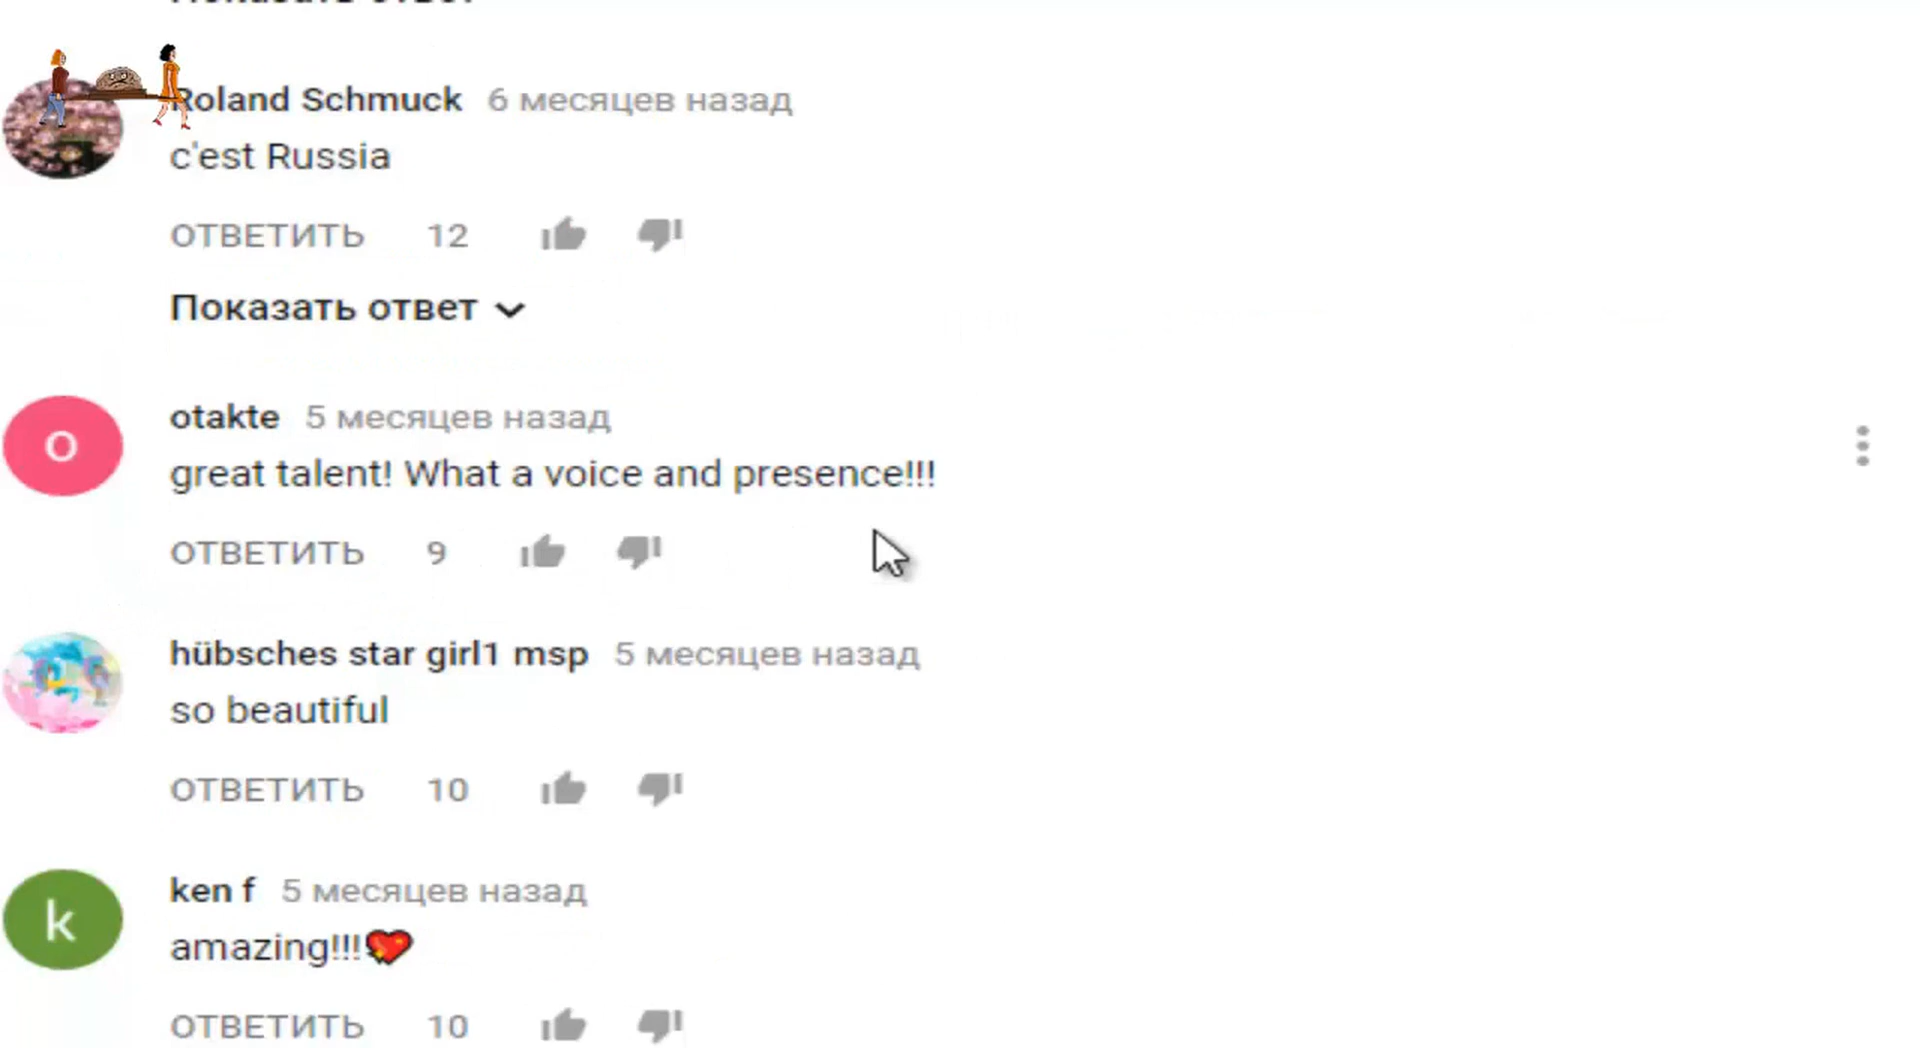 Показать ответ
Roland Schmuck 6 месяцев назад
c'est Russia
ОТВЕТИТЬ 12
Показать ответ
o
otakte 5 месяцев назад
great talent! What a voice and presence!!!
ОТВЕТИТЬ 9
hübsches star girl1 msp 5 месяцев назад
so beautiful
ОТВЕТИТЬ 10
k
ken f 5 месяцев назад
amazing!!!💖
ОТВЕТИТЬ 10